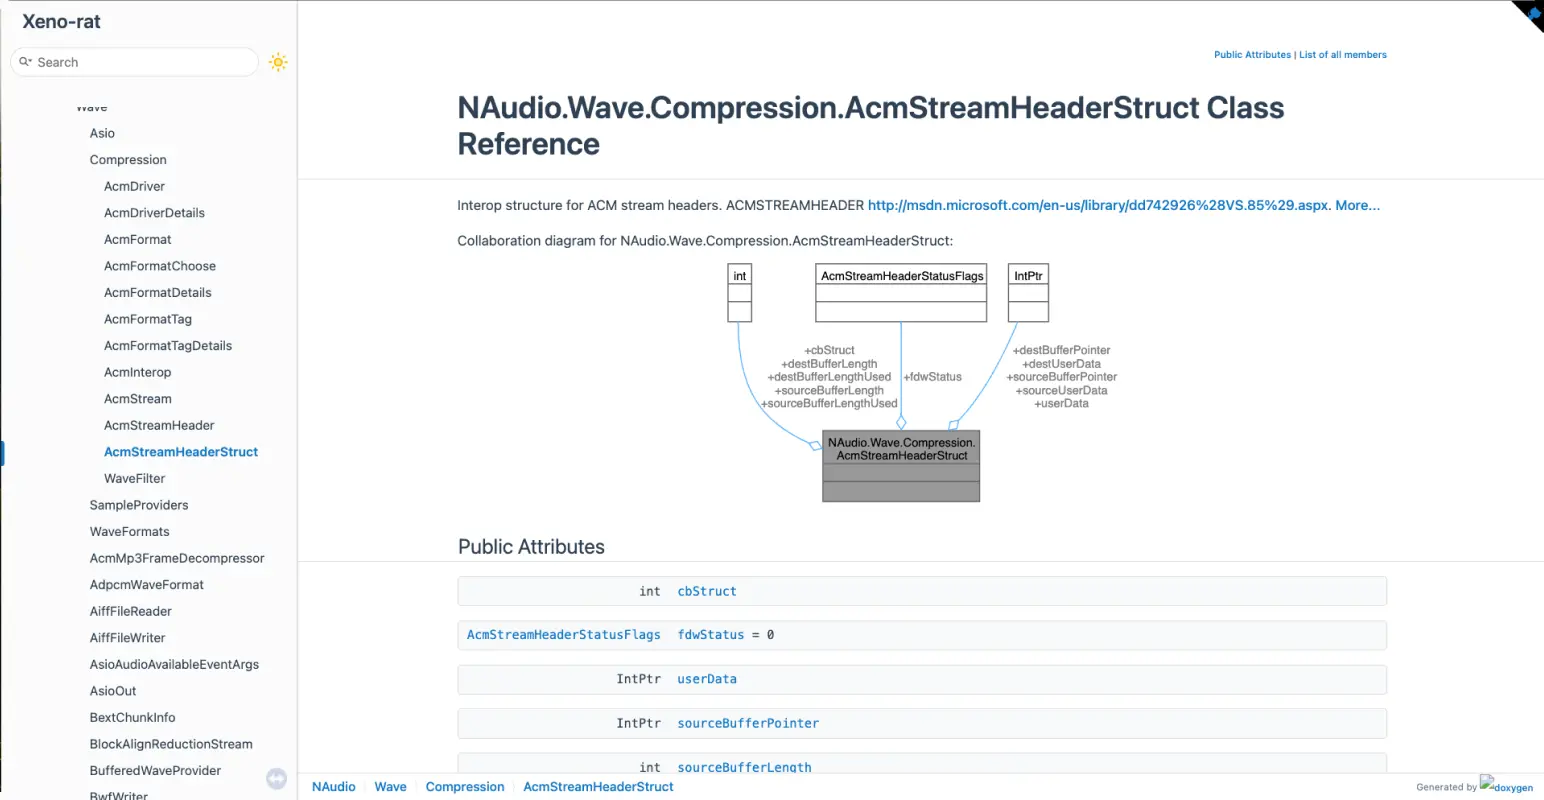 Xeno-rat
Search
Wave
Asio
Compression
AcmDriver
AcmDriverDetails
AcmFormat
AcmFormatChoose
AcmFormatDetails
AcmFormatTag
AcmFormatTagDetails
AcmInterop
AcmStream
AcmStreamHeader
AcmStreamHeaderStruct
WaveFilter
SampleProviders
WaveFormats
AcmMp3FrameDecompressor
AdpcmWaveFormat
AiffFileReader
AiffFileWriter
AsioAudioAvailableEventArgs
AsioOut
BextChunkInfo
BlockAlignReductionStream
BufferedWaveProvider
BwfWriter
Public Attributes | List of all members
NAudio.Wave.Compression.AcmStreamHeaderStruct Class
Reference
Interop structure for ACM stream headers. ACMSTREAMHEADER http://msdn.microsoft.com/en-us/library/dd742926%28VS.85%29.aspx. More...
Collaboration diagram for NAudio.Wave.Compression.AcmStreamHeaderStruct:
int
AcmStreamHeaderStatusFlags
IntPtr
+cbStruct
+destBufferLength
+destBufferLengthUsed
+sourceBufferLength
+sourceBufferLengthUsed
+fdwStatus
+destBufferPointer
+destUserData
+sourceBufferPointer
+sourceUserData
+userData
NAudio.Wave.Compression.
AcmStreamHeaderStruct
Public Attributes
int cbStruct
AcmStreamHeaderStatusFlags fdwStatus = 0
IntPtr userData
IntPtr sourceBufferPointer
int sourceBufferLength
NAudio Wave Compression AcmStreamHeaderStruct
Generated by doxygen